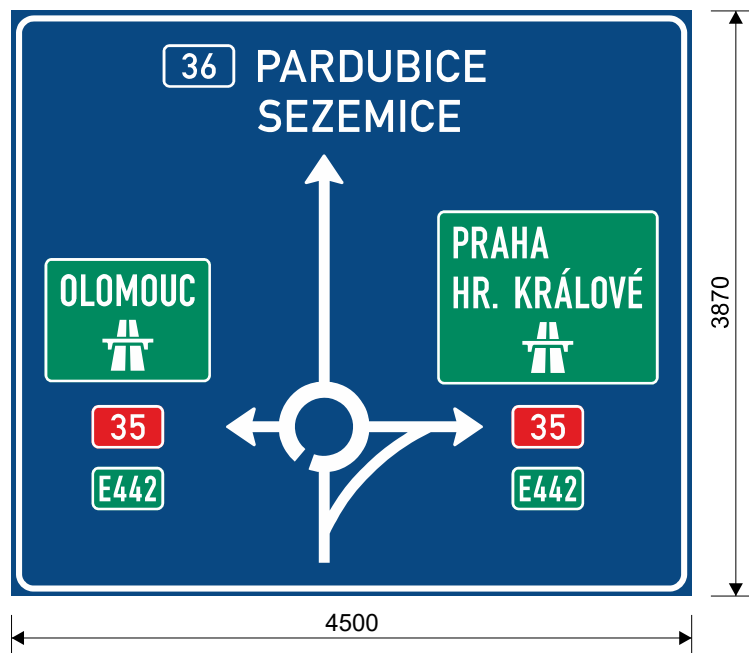 36 PARDUBICE
SEZEMICE
OLOMOUC
35
E442
PRAHA
HR. KRÁLOVÉ
35
E442
3870
4500